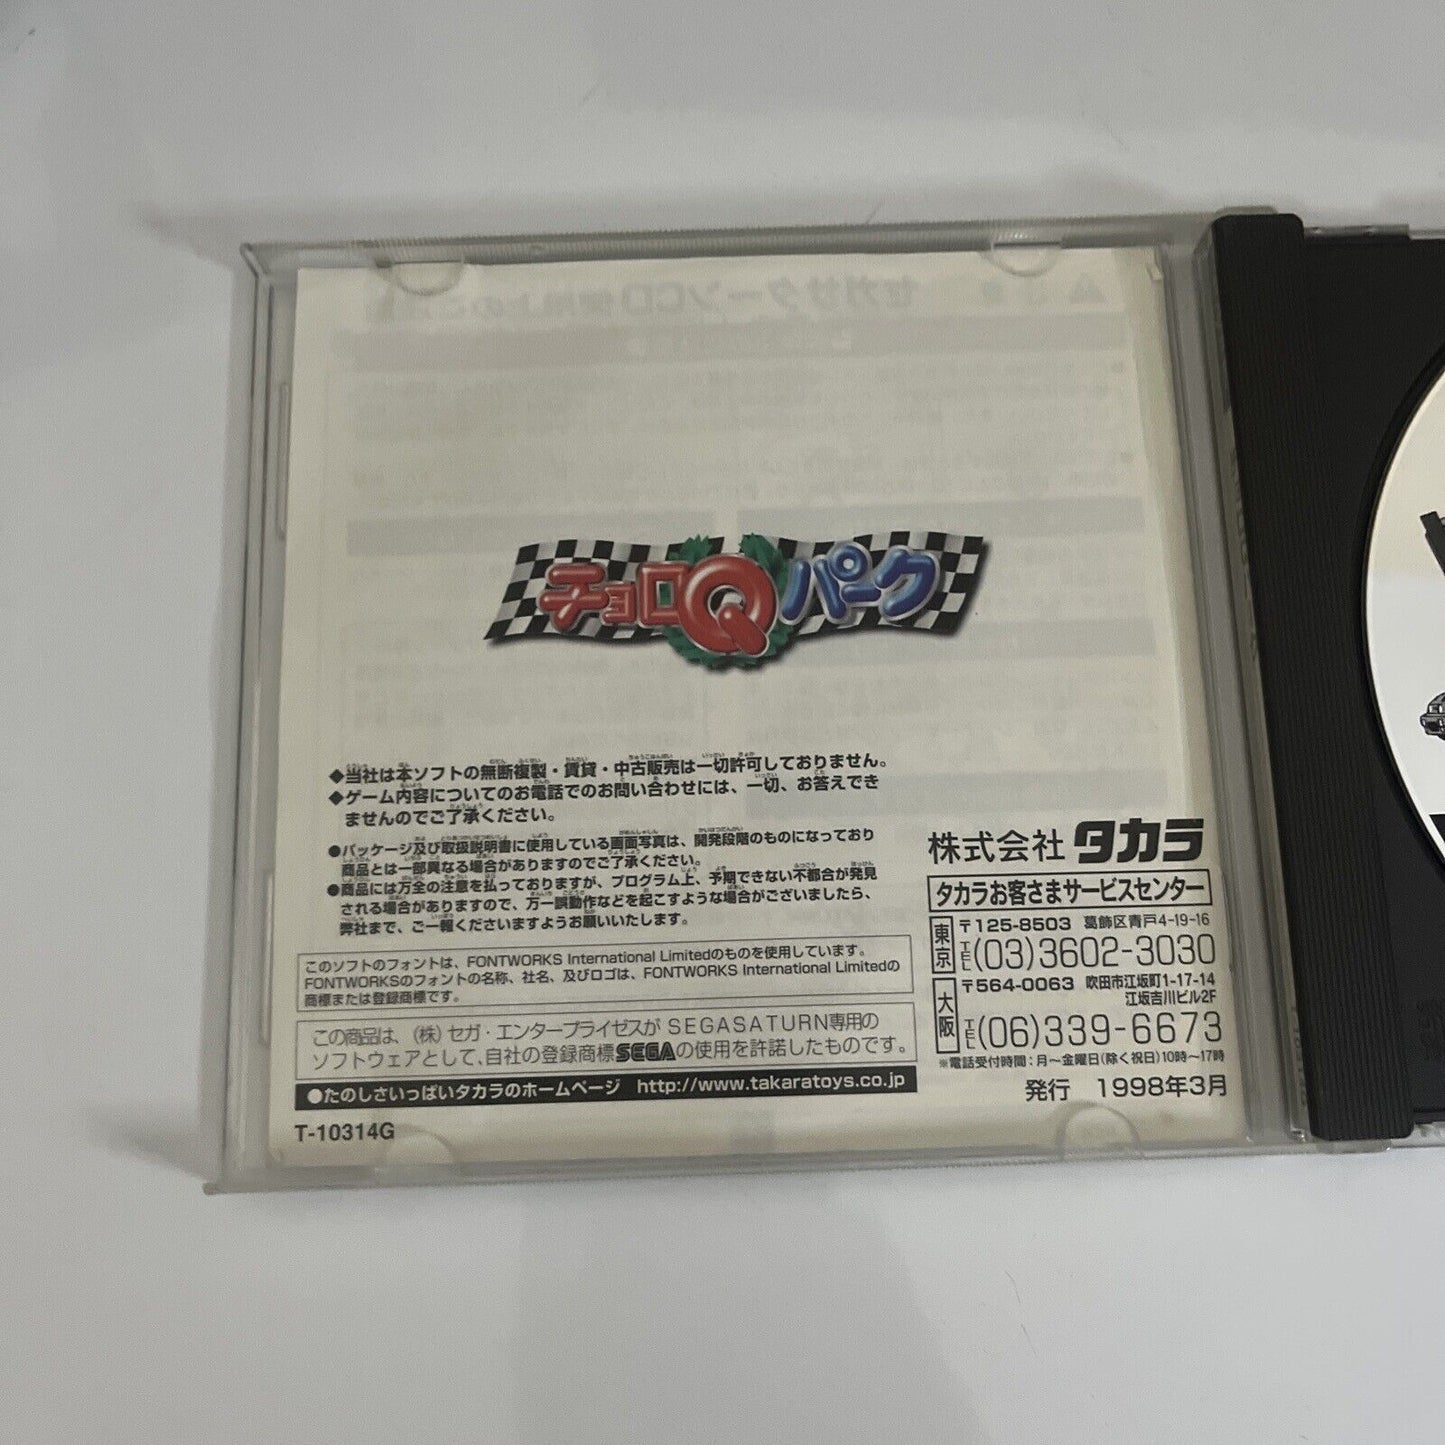 チョロQパーク
◆当社は本ソフトの無断複製・賃貸・中古販売は一切許可しておりません。
◆ゲーム内容についてのお電話でのお問い合わせには、一切、お答えでき
ませんのでご了承ください。
●パッケージ及び取扱説明書に使用している画面写真は、開発段階のものになっており
商品とは一部異なる場合がありますのでご了承ください。
●商品には万全の注意を払っておりますが、プログラム上、予期できない不都合が発見
される場合がありますので、万一誤動作などを起こすような場合がございましたら、
弊社まで、ご一報くださいますようお願いいたします。
このソフトのフォントは、FONTWORKS International Limitedのものを使用しています。
FONTWORKSのフォントの名称、社名、及びロゴは、FONTWORKS International Limitedの
商標または登録商標です。
この商品は、(株)セガ・エンタープライゼスがSEGASATURN専用の
ソフトウェアとして、自社の登録商標SEGAの使用を許諾したものです。
●たのしさいっぱいタカラのホームページ http://www.takaratoys.co.jp
T-10314G
株式会社タカラ
タカラお客さまサービスセンター
東京 〒125-8503 葛飾区青戸4-19-16
TEL(03)3602-3030
大阪 〒564-0063 吹田市江坂町1-17-14
江坂吉川ビル2F
TEL(06)339-6673
※電話受付時間:月〜金曜日(除く祝日)10時〜17時
発行 1998年3月